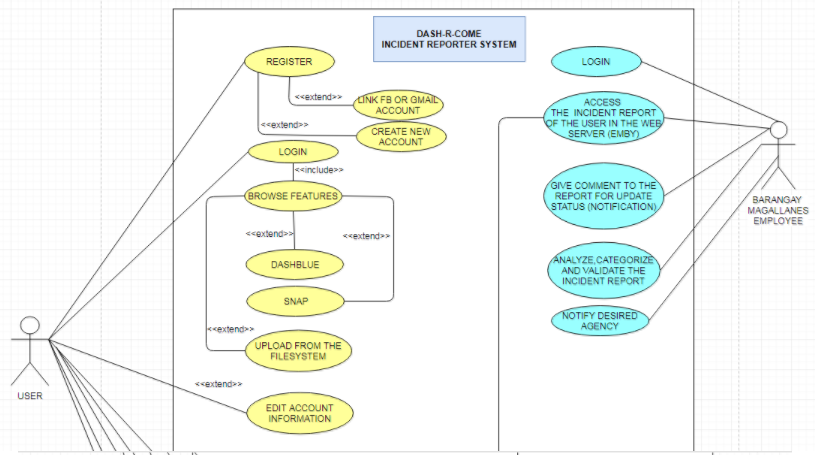 DASH-R-COME
INCIDENT REPORTER SYSTEM
REGISTER
<<extend>>
LINK FB OR GMAIL
ACCOUNT
<<extend>>
CREATE NEW
ACCOUNT
LOGIN
<<include>>
BROWSE FEATURES
<<extend>>
<<extend>>
DASHBLUE
SNAP
<<extend>>
UPLOAD FROM THE
FILESYSTEM
<<extend>>
EDIT ACCOUNT
INFORMATION
USER
LOGIN
ACCESS
THE INCIDENT REPORT
OF THE USER IN THE WEB
SERVER (EMBY)
GIVE COMMENT TO THE
REPORT FOR UPDATE
STATUS (NOTIFICATION)
ANALYZE,CATEGORIZE
AND VALIDATE THE
INCIDENT REPORT
NOTIFY DESIRED
AGENCY
BARANGAY
MAGALLANES
EMPLOYEE